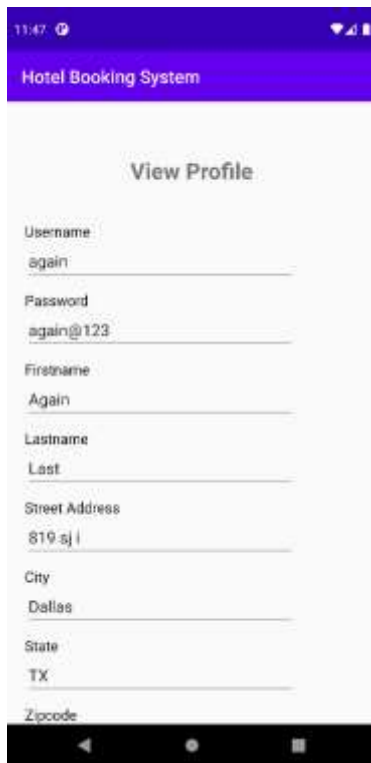 11:47
Hotel Booking System
View Profile
Username
again
Password
again@123
Firstname
Again
Lastname
Last
Street Address
819 sj i
City
Dallas
State
TX
Zipcode